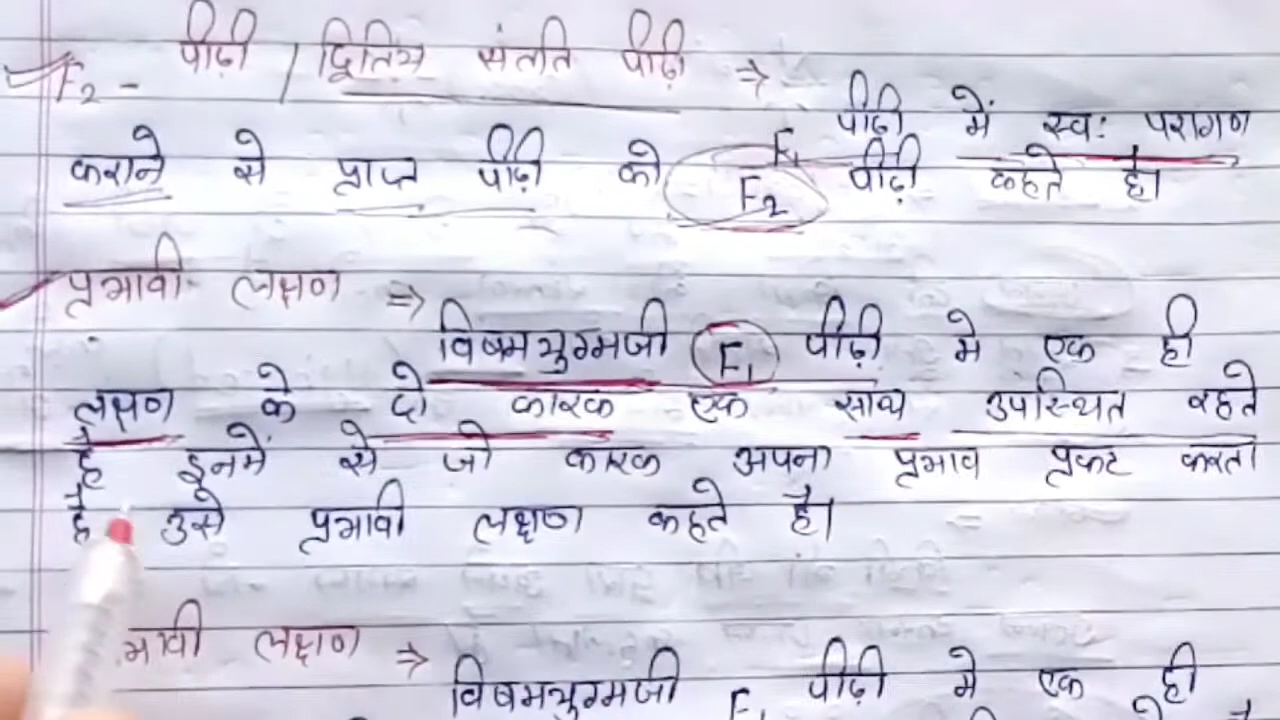 F2 - पीढ़ी / द्वितिय संतति पीढ़ी ⇒
F1 पीढ़ी में स्व: परागण
कराने से प्राप्त पीढ़ी को F2 पीढ़ी कहते है।
प्रभावी लक्षण ⇒
विषमयुग्मजी F1 पीढ़ी मे एक ही
लक्षण के दो कारक एक साथ उपस्थित रहते
है इनमें से जो कारक अपना प्रभाव प्रकट करता
है उसे प्रभावी लक्षण कहते है।
लक्षण ⇒
विषमयुग्मजी F1 पीढ़ी मे एक ही